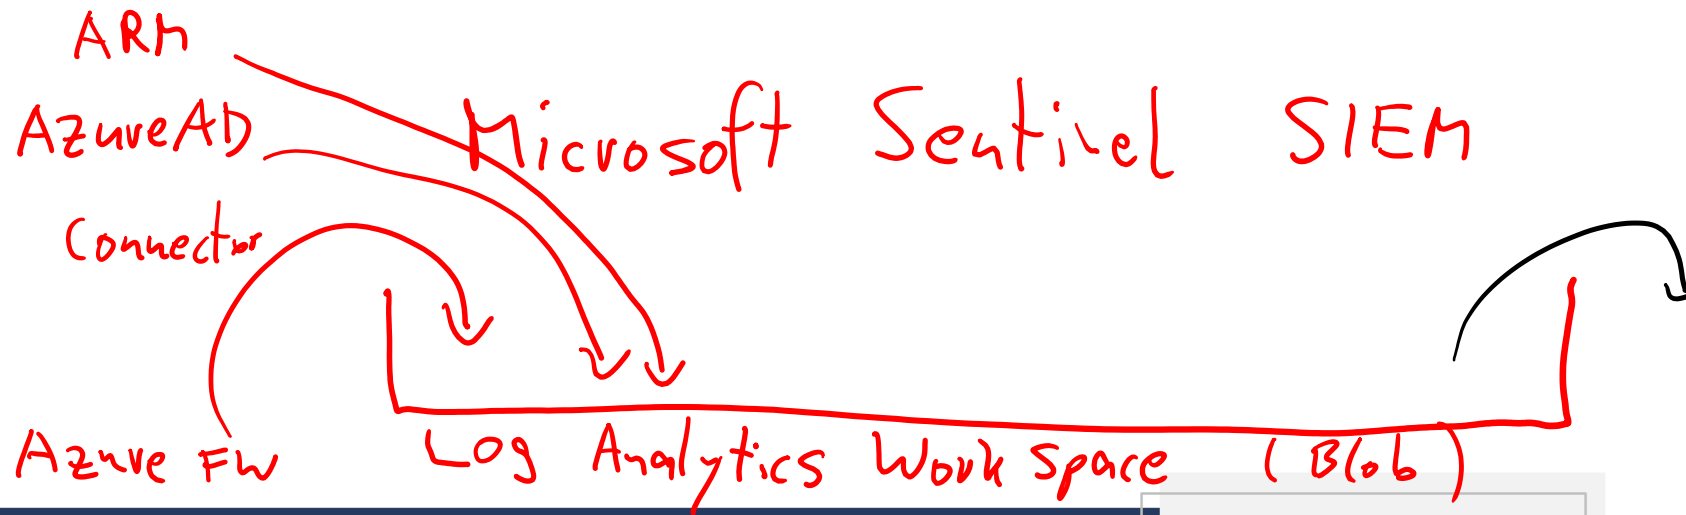 ARM
AzureAD
Microsoft Sentinel SIEM
Connector
Azure FW
Log Analytics Work Space (Blob)